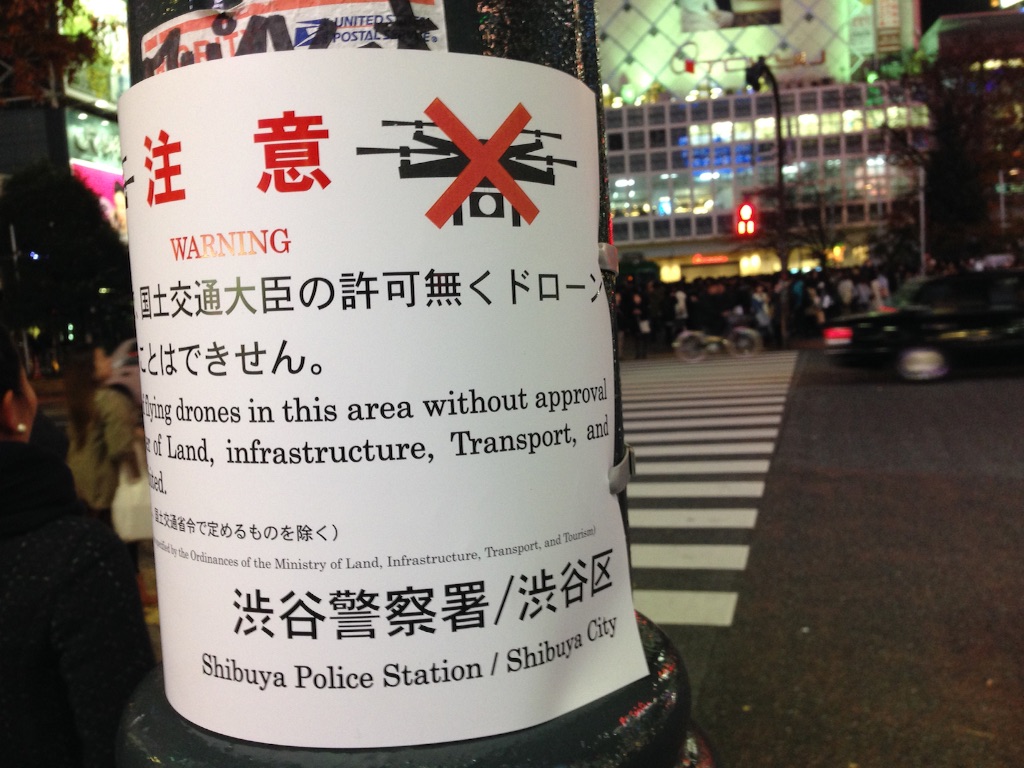 UNITED STATES
POSTAL SERVICE
注意
WARNING
国土交通大臣の許可無くドローン
ことはできせん。
flying drones in this area without approval
of Land, infrastructure, Transport, and
国土交通省令で定めるものを除く）
by the Ordinances of the Ministry of Land, Infrastructure, Transport, and Tourism)
渋谷警察署/渋谷区
Shibuya Police Station / Shibuya City